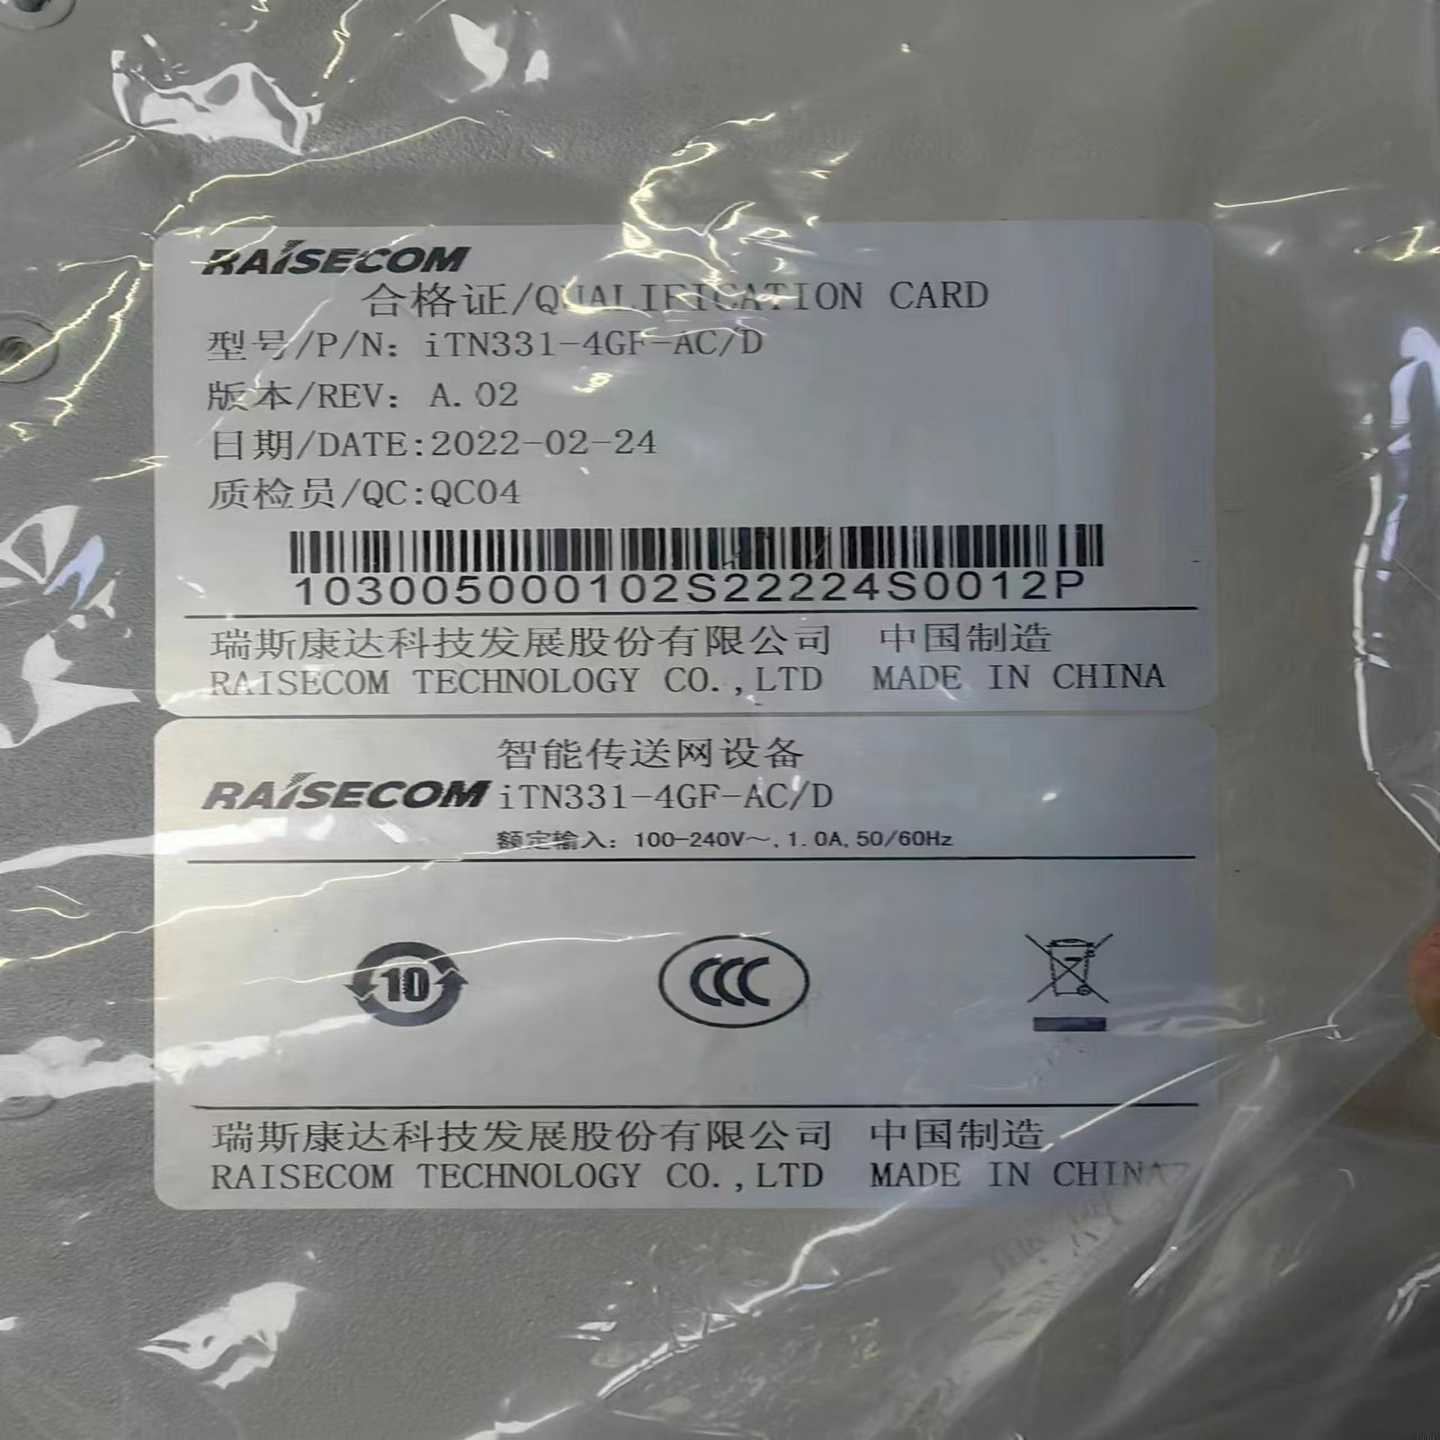 RAISECOM
合格证/QUALIFICATION CARD
型号/P/N: iTN331-4GF-AC/D
版本/REV: A.02
日期/DATE:2022-02-24
质检员/QC:QC04
103005000102S22224S0012P
瑞斯康达科技发展股份有限公司 中国制造
RAISECOM TECHNOLOGY CO.,LTD MADE IN CHINA
智能传送网设备
RAISECOM iTN331-4GF-AC/D
额定输入: 100-240V～, 1.0A, 50/60Hz
10
CCC
瑞斯康达科技发展股份有限公司 中国制造
RAISECOM TECHNOLOGY CO.,LTD MADE IN CHINA